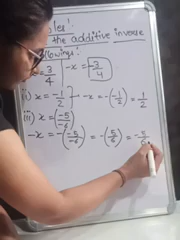 the additive inverse
x = 3/4 -x = -3/4
(ii) x = -1/2 -x = -(-1/2) = 1/2
(iii) x = (-5/-6)
-x = -(-5/-6) = -(5/6) = -5/6